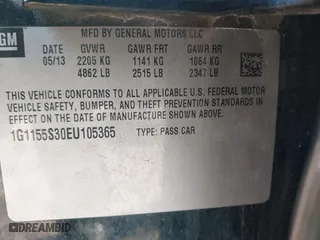 GM
MFD BY GENERAL MOTORS LLC
05/13 GVWR GAWR FRT GAWR RR
2205 KG 1141 KG 1064 KG
4862 LB 2515 LB 2347 LB
THIS VEHICLE CONFORMS TO ALL APPLICABLE U.S. FEDERAL MOTOR
VEHICLE SAFETY, BUMPER, AND THEFT PREVENTION STANDARDS
IN EFFECT ON THE DATE OF MANUFACTURE SHOWN ABOVE.
1G1155S30EU105365 TYPE: PASS CAR